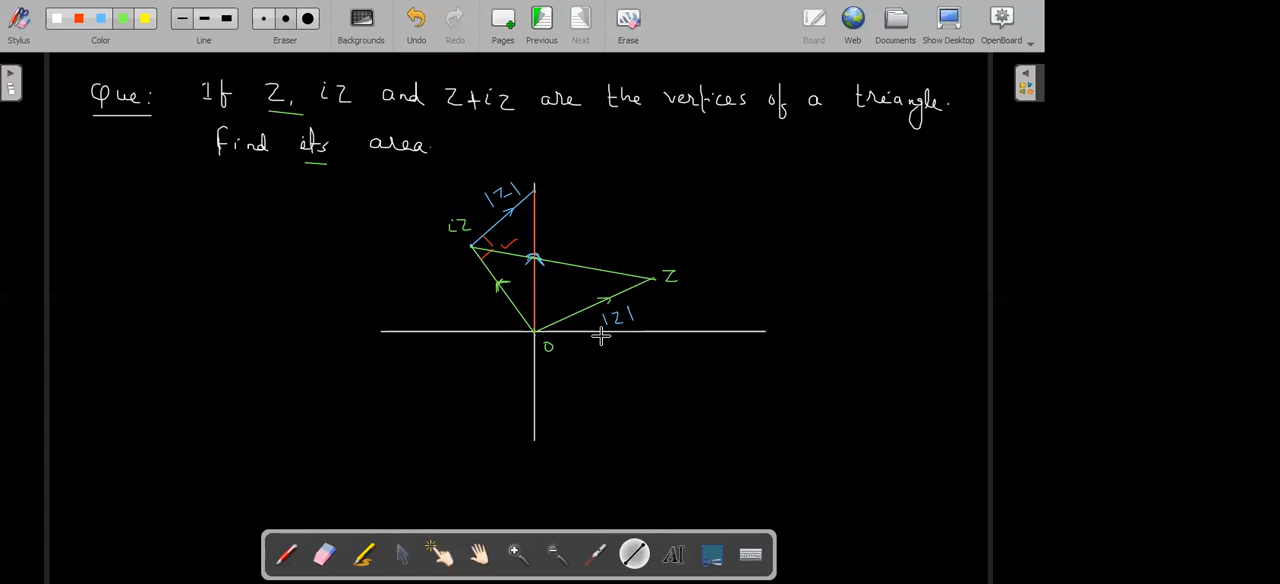 Stylus Color Line Eraser Backgrounds Undo Redo Pages Previous Next Erase Board Web Documents Show Desktop OpenBoard
Que: If Z, iZ and Z+iZ are the vertices of a triangle.
Find its area.
|Z|
iZ
Z
|Z|
O
AI